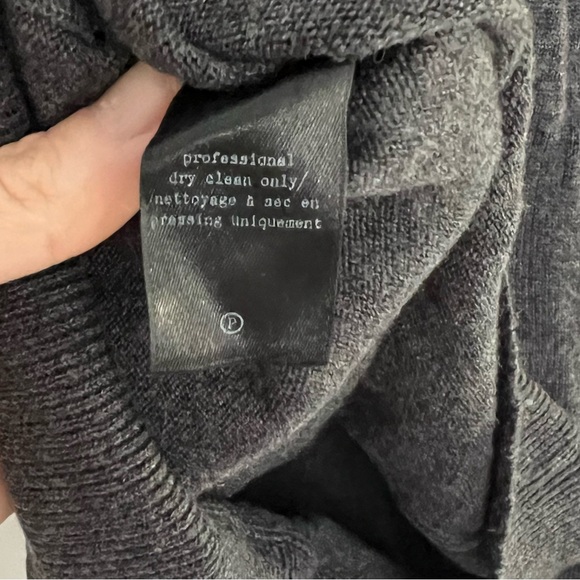 professional
dry clean only/
/nettoyage à sec en
pressing uniquement
P